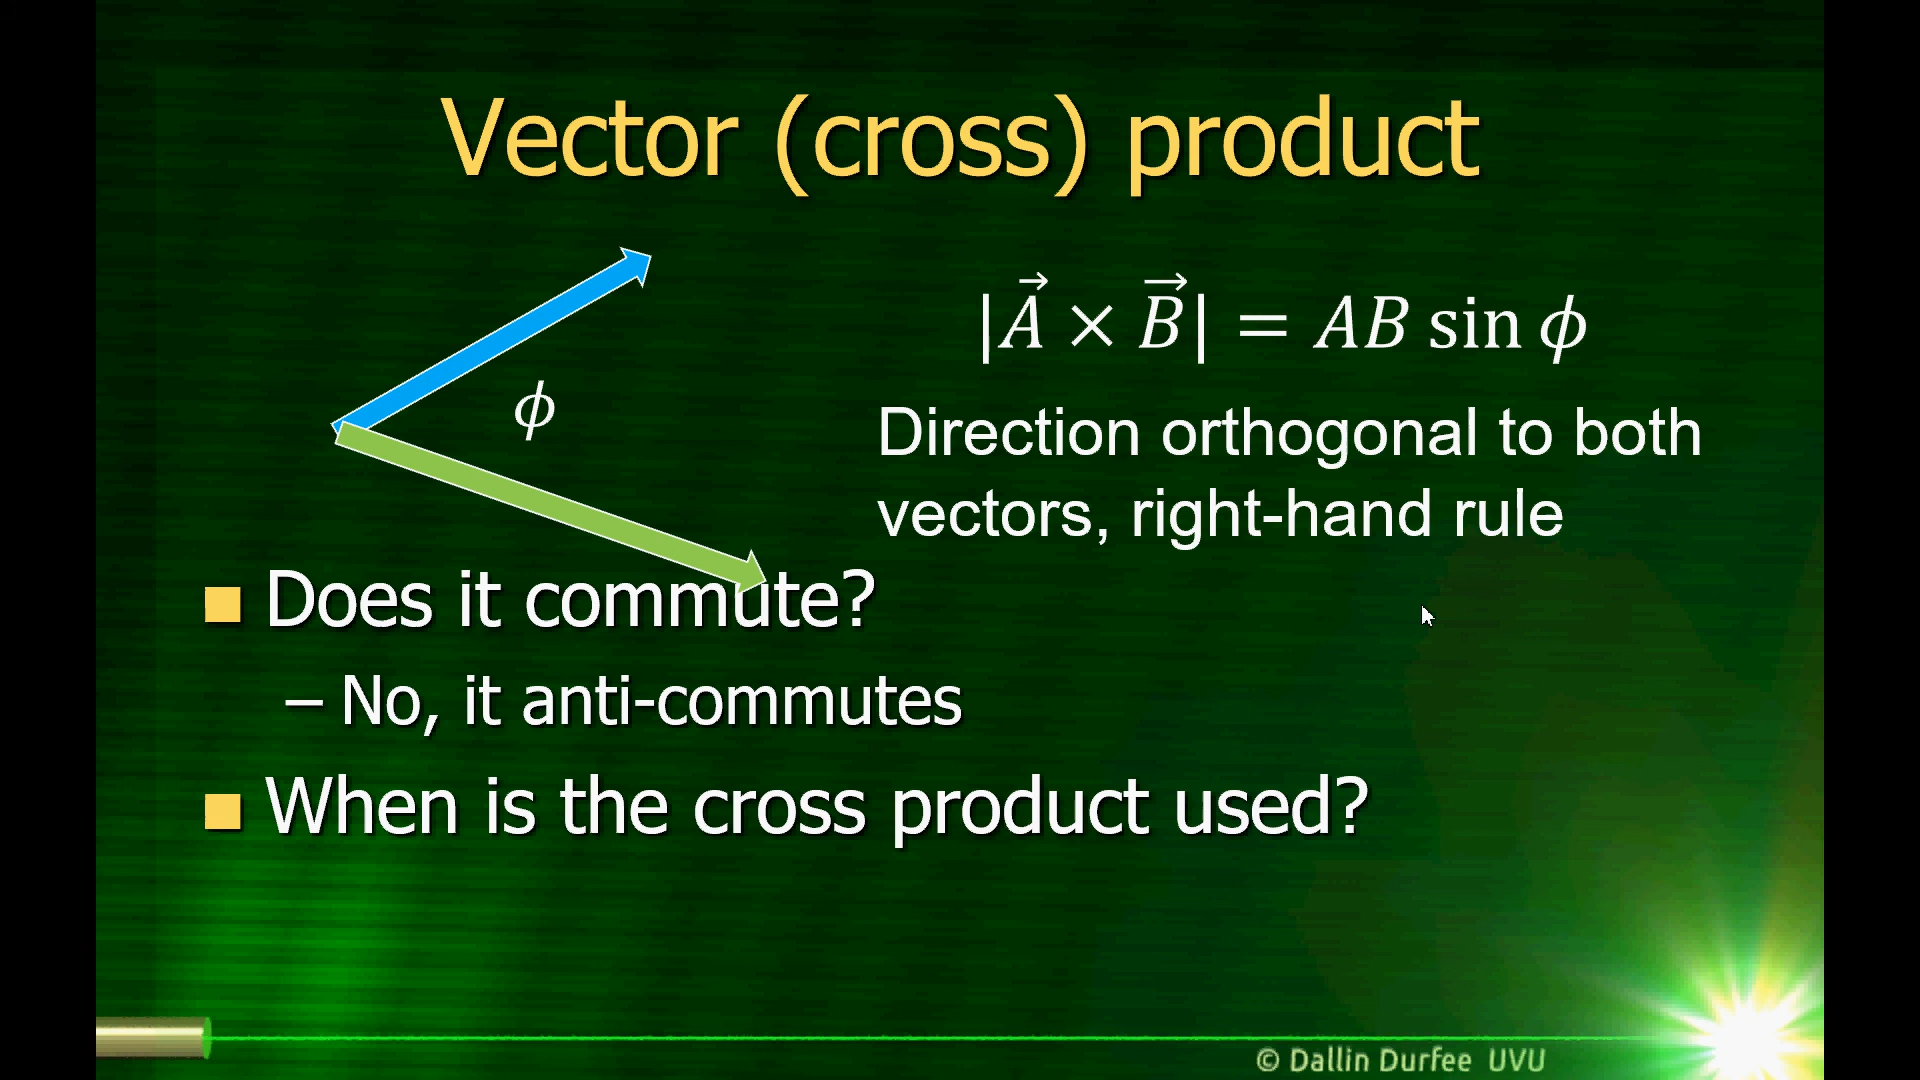 Vector (cross) product
|A⃗ × B⃗| = AB sin ϕ
ϕ
Direction orthogonal to both
vectors, right-hand rule
Does it commute?
– No, it anti-commutes
When is the cross product used?
© Dallin Durfee UVU